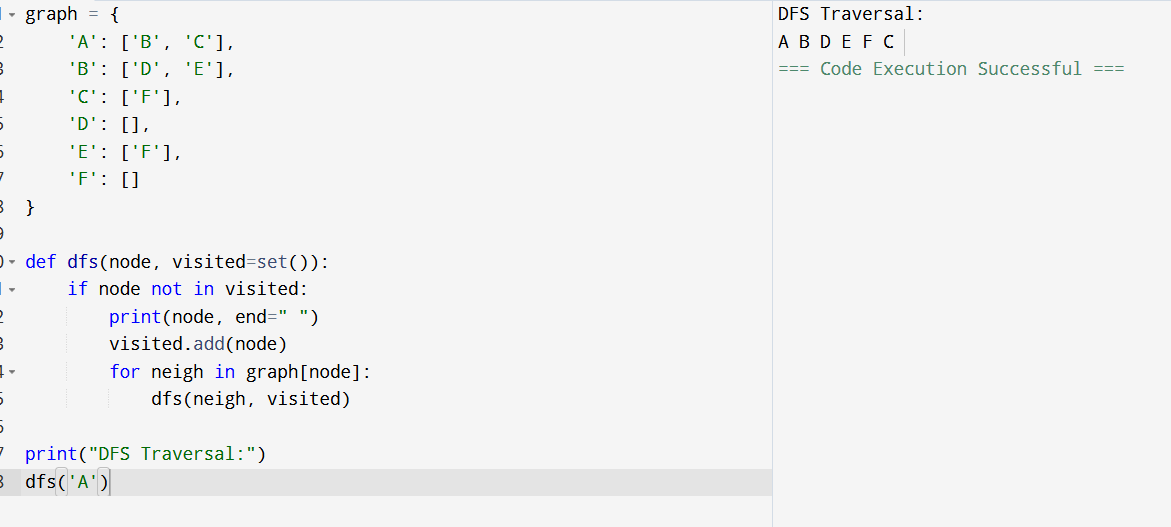 graph = {
    'A': ['B', 'C'],
    'B': ['D', 'E'],
    'C': ['F'],
    'D': [],
    'E': ['F'],
    'F': []
}
def dfs(node, visited=set()):
    if node not in visited:
        print(node, end=" ")
        visited.add(node)
        for neigh in graph[node]:
            dfs(neigh, visited)
print("DFS Traversal:")
dfs('A')
DFS Traversal:
A B D E F C
=== Code Execution Successful ===